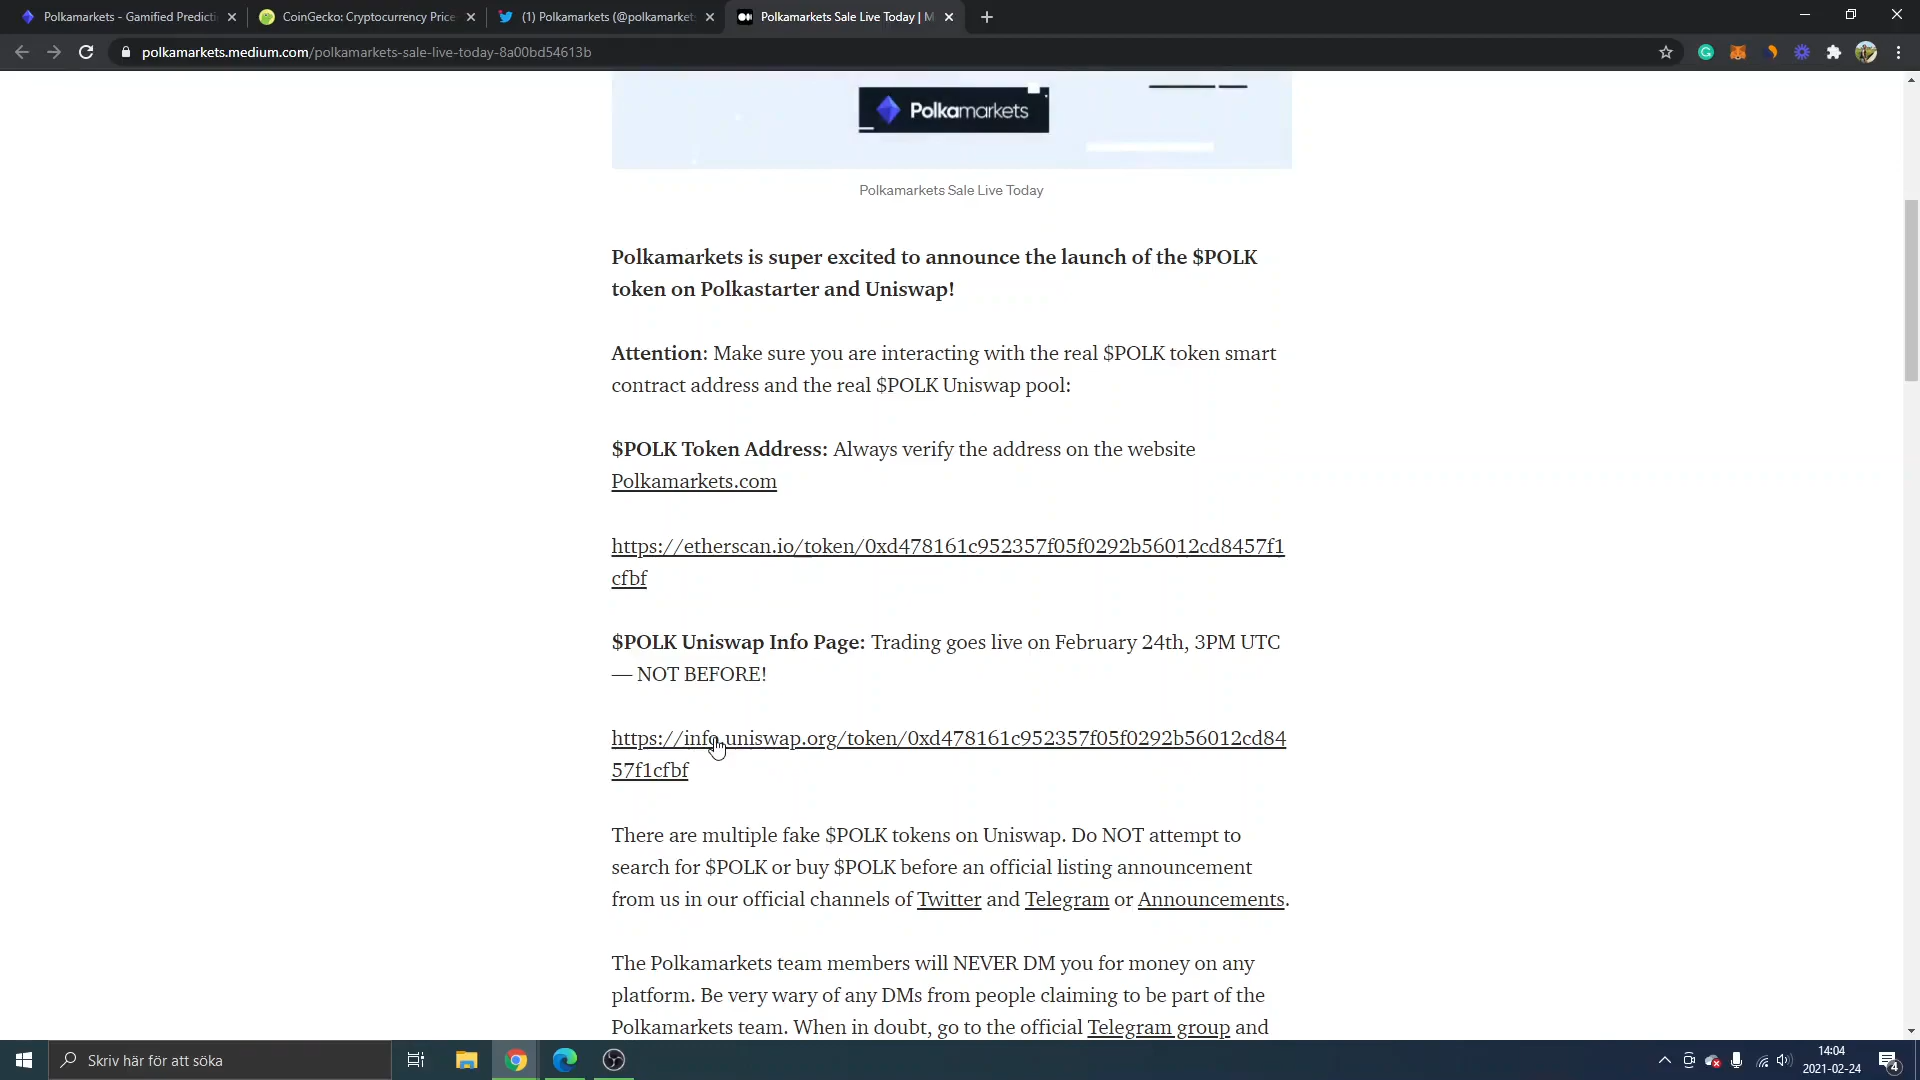 Polkamarkets - Gamified Predicti
CoinGecko: Cryptocurrency Price
(1) Polkamarkets (@polkamarket
Polkamarkets Sale Live Today | M
polkamarkets.medium.com/polkamarkets-sale-live-today-8a00bd54613b
Polkamarkets
Polkamarkets Sale Live Today
Polkamarkets is super excited to announce the launch of the $POLK
token on Polkastarter and Uniswap!
Attention: Make sure you are interacting with the real $POLK token smart
contract address and the real $POLK Uniswap pool:
$POLK Token Address: Always verify the address on the website
Polkamarkets.com
https://etherscan.io/token/0xd478161c952357f05f0292b56012cd8457f1
cfbf
$POLK Uniswap Info Page: Trading goes live on February 24th, 3PM UTC
— NOT BEFORE!
https://info.uniswap.org/token/0xd478161c952357f05f0292b56012cd84
57f1cfbf
There are multiple fake $POLK tokens on Uniswap. Do NOT attempt to
search for $POLK or buy $POLK before an official listing announcement
from us in our official channels of Twitter and Telegram or Announcements.
The Polkamarkets team members will NEVER DM you for money on any
platform. Be very wary of any DMs from people claiming to be part of the
Polkamarkets team. When in doubt, go to the official Telegram group and
Skriv här för att söka
14:04
2021-02-24
4